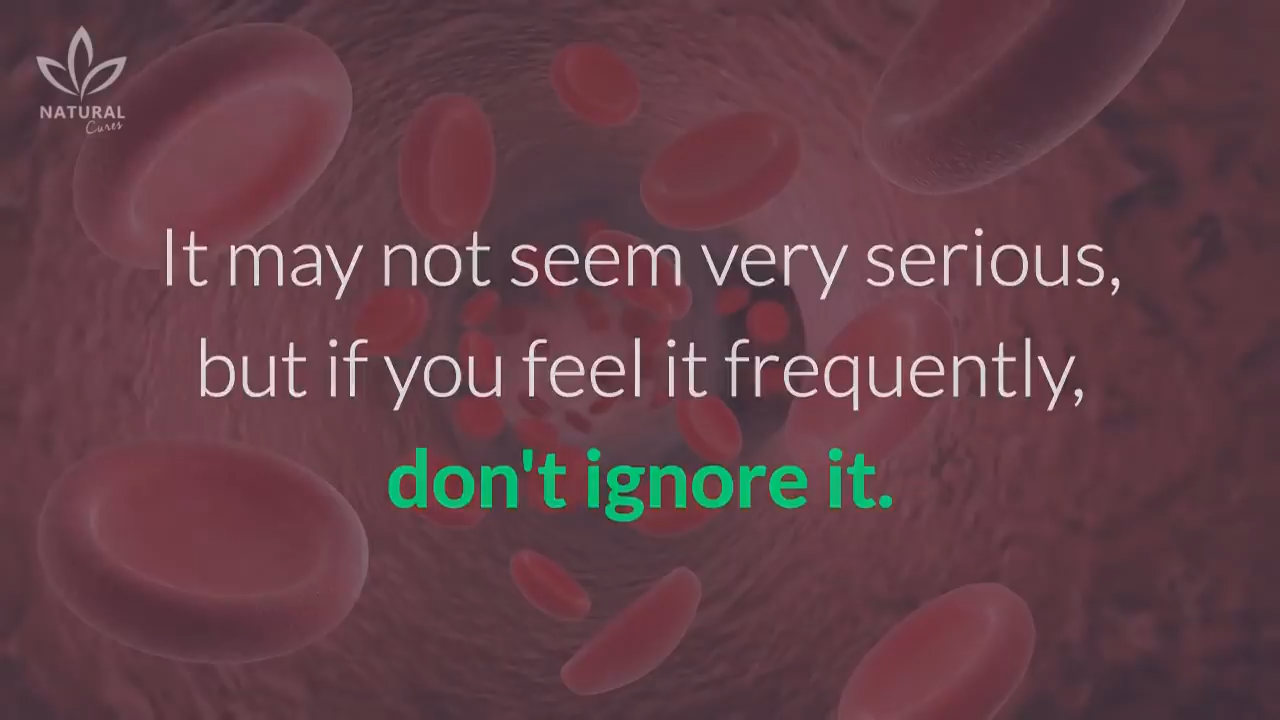 NATURAL
Cures
It may not seem very serious,
but if you feel it frequently,
don't ignore it.